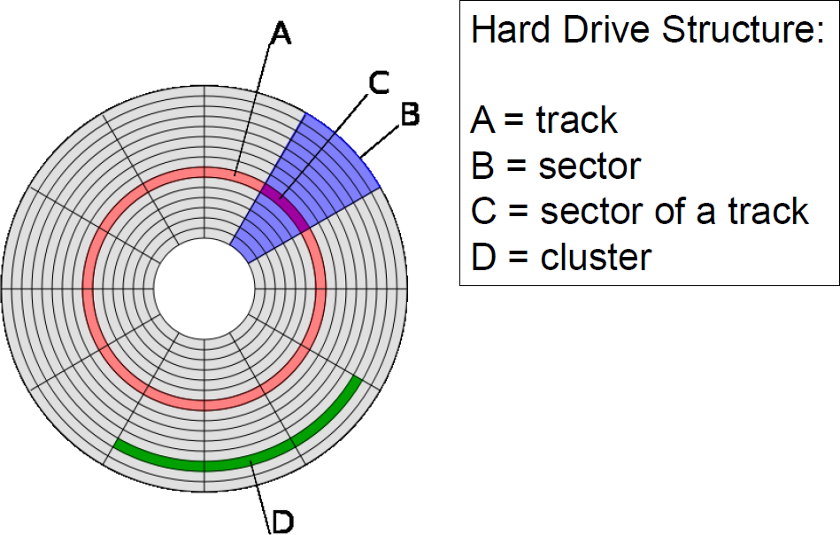 A
C
B
D
Hard Drive Structure:
A = track
B = sector
C = sector of a track
D = cluster